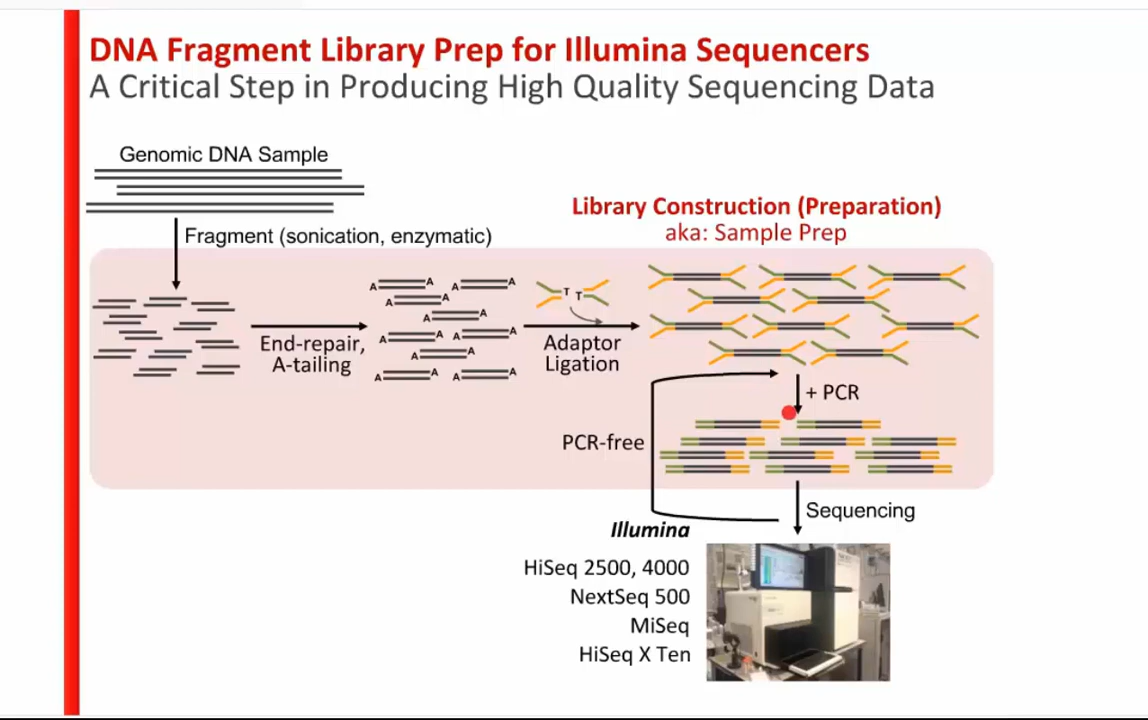 DNA Fragment Library Prep for Illumina Sequencers
A Critical Step in Producing High Quality Sequencing Data
Genomic DNA Sample
Fragment (sonication, enzymatic)
Library Construction (Preparation)
aka: Sample Prep
A A A A
A A
A A
A A A A
A A
A A A A
End-repair,
A-tailing
T T
Adaptor
Ligation
+ PCR
PCR-free
Sequencing
Illumina
HiSeq 2500, 4000
NextSeq 500
MiSeq
HiSeq X Ten